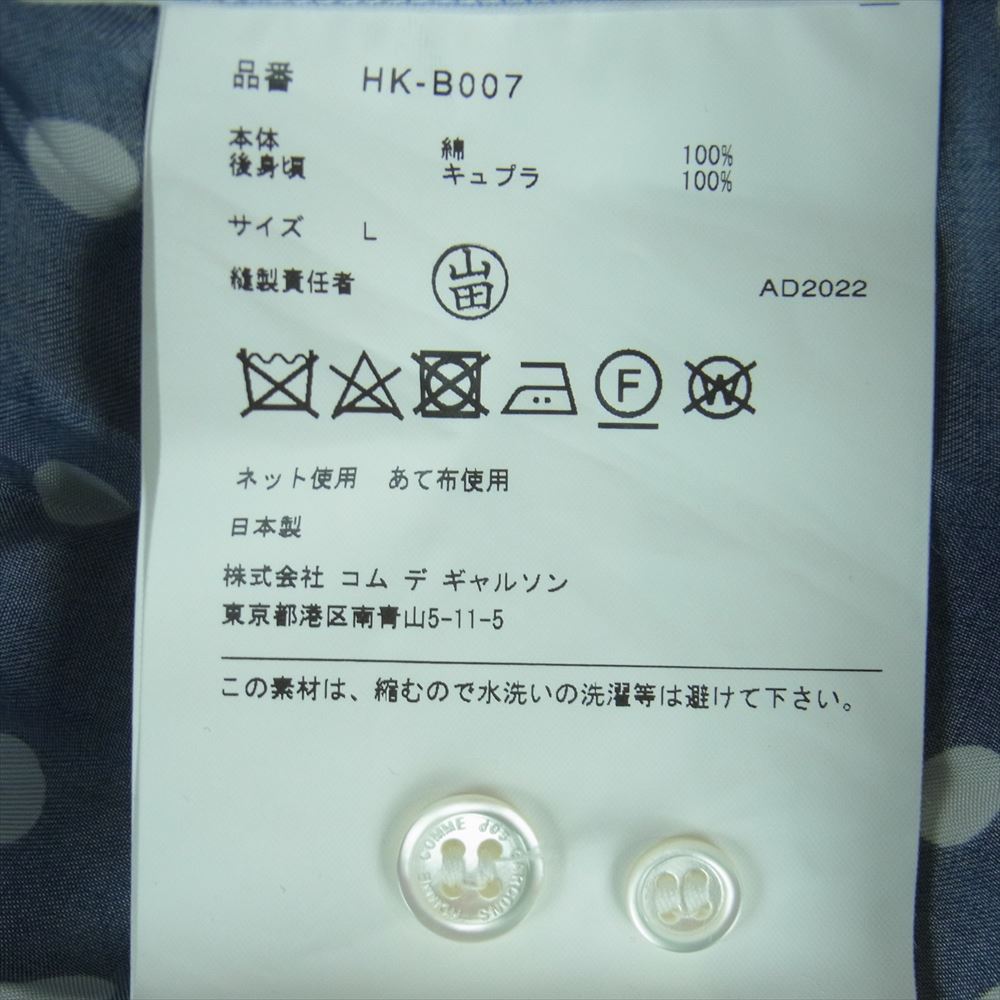 品番 HK-B007
本体 綿 100%
後身頃 キュプラ 100%
サイズ L
縫製責任者 山田 AD2022
F W
ネット使用 あて布使用
日本製
株式会社 コム デ ギャルソン
東京都港区南青山5-11-5
この素材は、縮むので水洗いの洗濯等は避けて下さい。
COMME des GARCONS HOMME